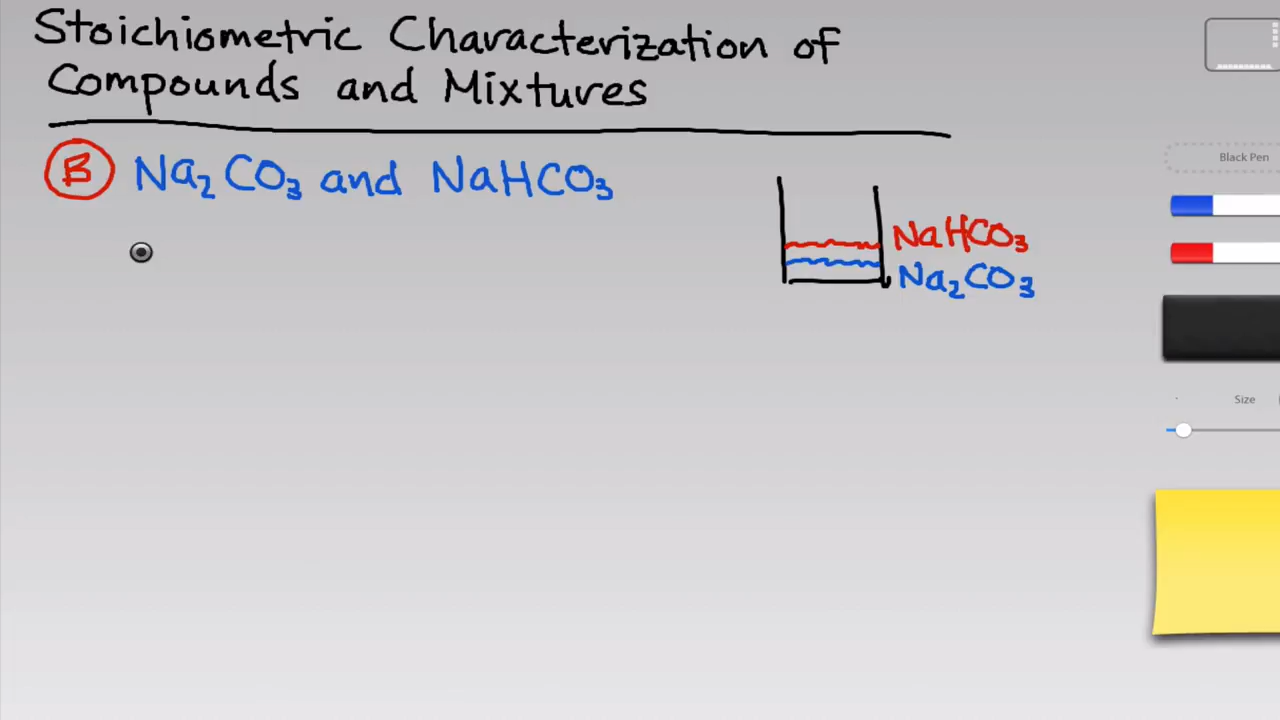 Stoichiometric Characterization of
Compounds and Mixtures
B Na₂CO₃ and NaHCO₃
NaHCO₃
Na₂CO₃
Black Pen
Size